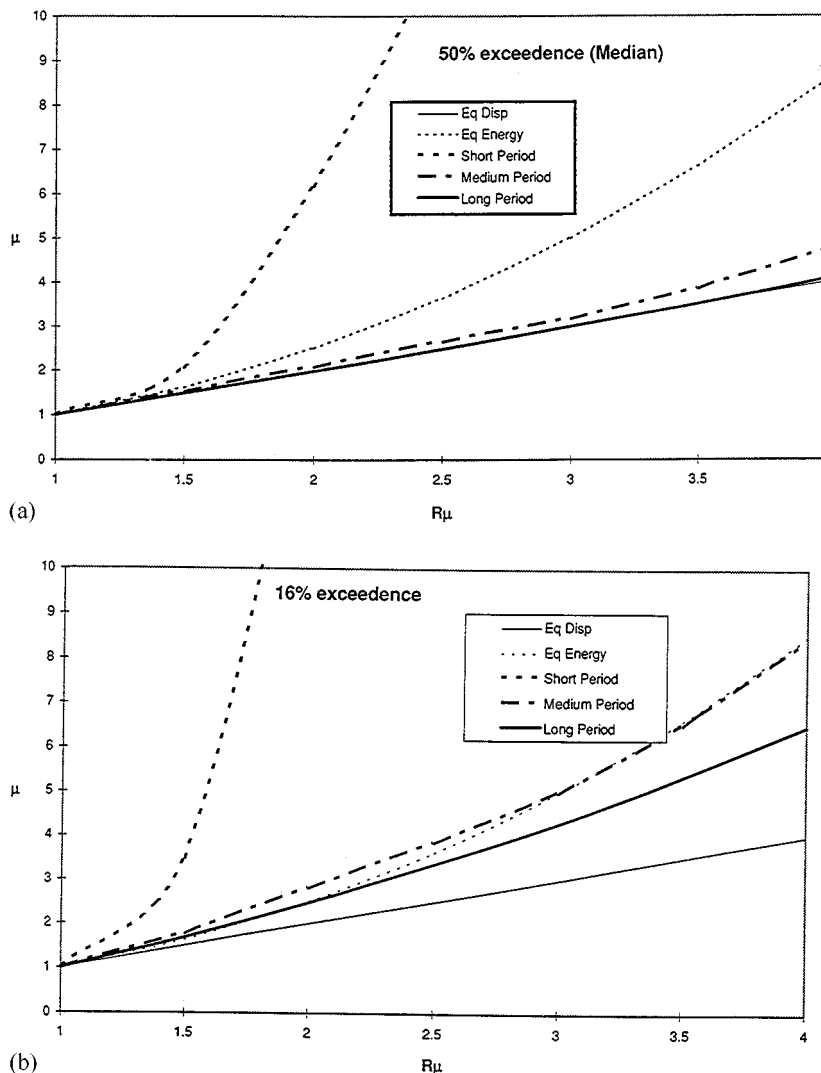 10
9
8
7
6
5
4
3
2
1
0
μ
50% exceedence (Median)
Eq Disp
Eq Energy
Short Period
Medium Period
Long Period
1
1.5
2
2.5
3
3.5
Rμ
(a)
10
9
8
7
6
5
4
3
2
1
0
μ
16% exceedence
Eq Disp
Eq Energy
Short Period
Medium Period
Long Period
1
1.5
2
2.5
3
3.5
4
Rμ
(b)